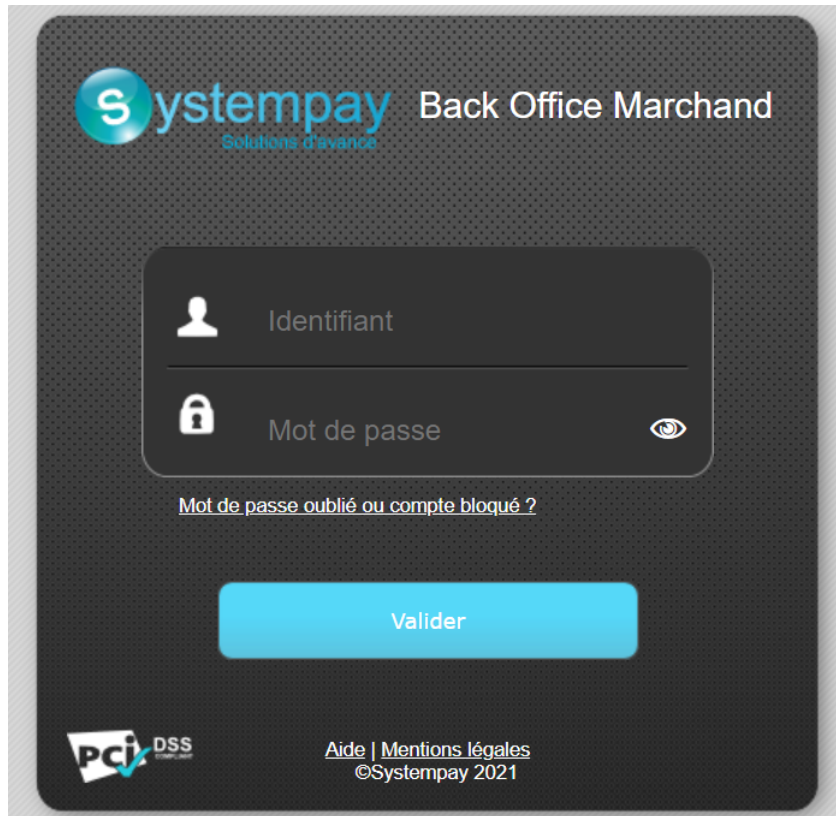 Systempay Back Office Marchand
Solutions d'avance
Identifiant
Mot de passe
Mot de passe oublié ou compte bloqué ?
Valider
PCi DSS
COMPLIANT
Aide | Mentions légales
©Systempay 2021